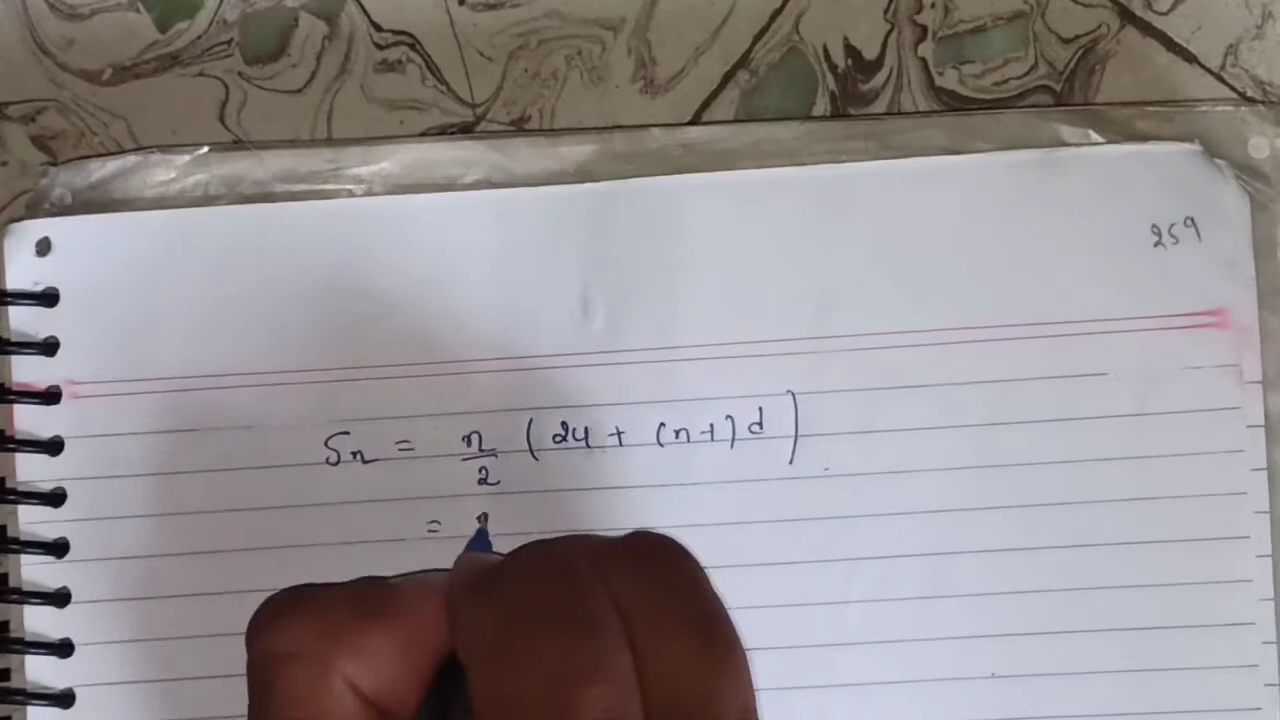 259
Sn = n/2 (2a + (n-1)d)
= n